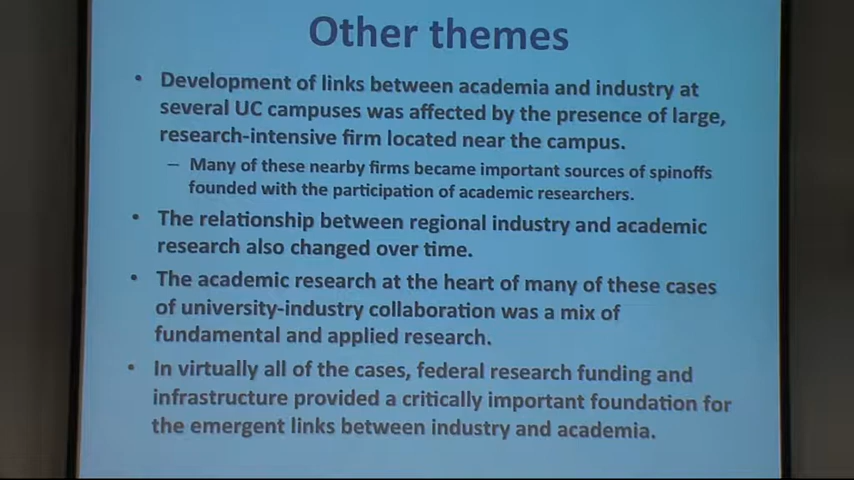 Other themes
• Development of links between academia and industry at
several UC campuses was affected by the presence of large,
research-intensive firm located near the campus.
– Many of these nearby firms became important sources of spinoffs
founded with the participation of academic researchers.
• The relationship between regional industry and academic
research also changed over time.
• The academic research at the heart of many of these cases
of university-industry collaboration was a mix of
fundamental and applied research.
• In virtually all of the cases, federal research funding and
infrastructure provided a critically important foundation for
the emergent links between industry and academia.